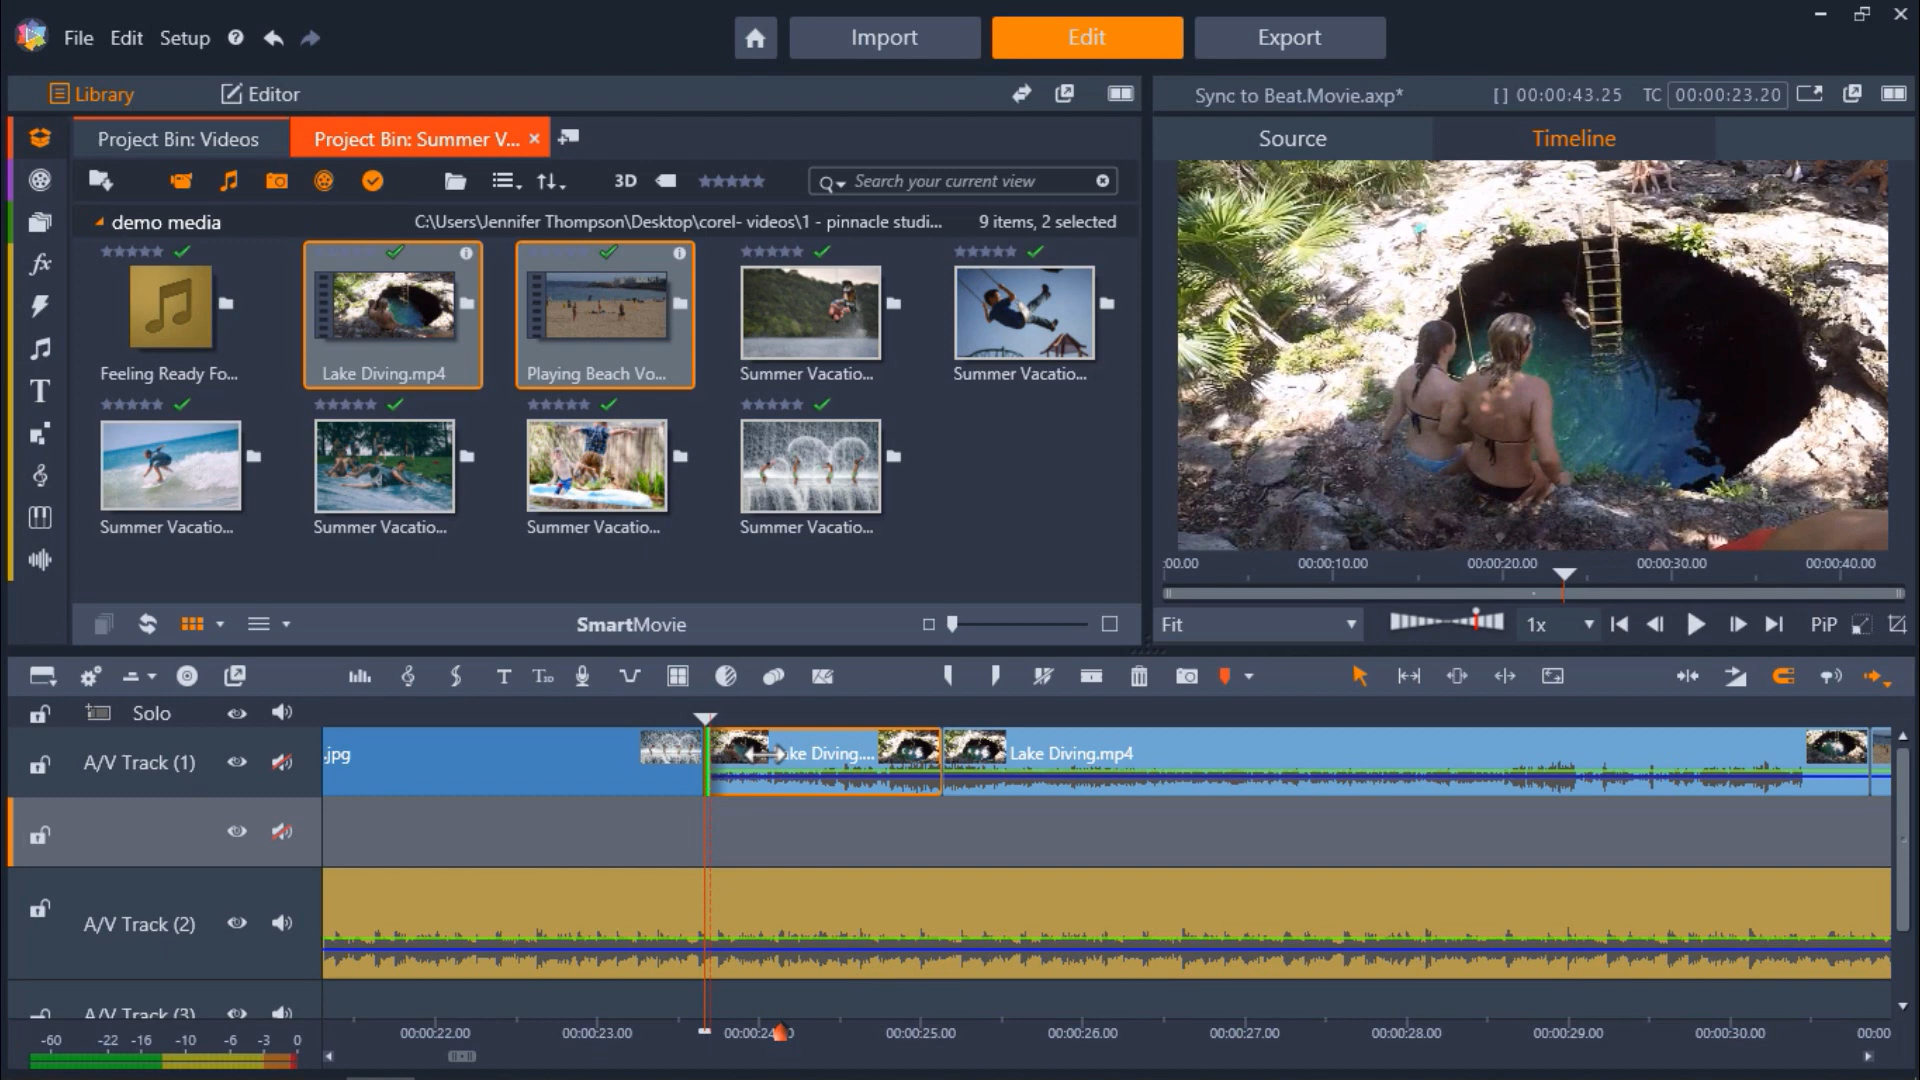 File Edit Setup ?
Import Edit Export
Library Editor
Sync to Beat.Movie.axp* [ ] 00:00:43.25 TC 00:00:23.20
Project Bin: Videos Project Bin: Summer V... ×
Source Timeline
3D Search your current view
demo media C:\Users\Jennifer Thompson\Desktop\corel- videos\1 - pinnacle studi... 9 items, 2 selected
Feeling Ready Fo... Lake Diving.mp4 Playing Beach Vo... Summer Vacatio... Summer Vacatio...
Summer Vacatio... Summer Vacatio... Summer Vacatio... Summer Vacatio...
:00.00 00:00:10.00 00:00:20.00 00:00:30.00 00:00:40.00
SmartMovie
Fit 1x PiP
Solo
A/V Track (1) .jpg ke Diving.... Lake Diving.mp4
A/V Track (2)
A/V Track (3)
-60 -22 -16 -10 -6 -3 0
00:00:22.00 00:00:23.00 00:00:24 00:00:25.00 00:00:26.00 00:00:27.00 00:00:28.00 00:00:29.00 00:00:30.00 00:00